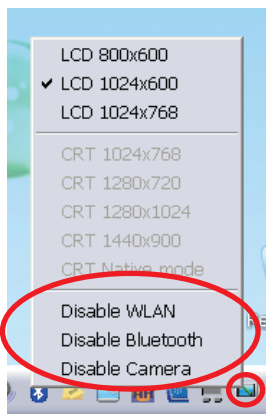 LCD 800x600
LCD 1024x600
LCD 1024x768
CRT 1024x768
CRT 1280x720
CRT 1280x1024
CRT 1440x900
CRT Native mode
Disable WLAN
Disable Bluetooth
Disable Camera